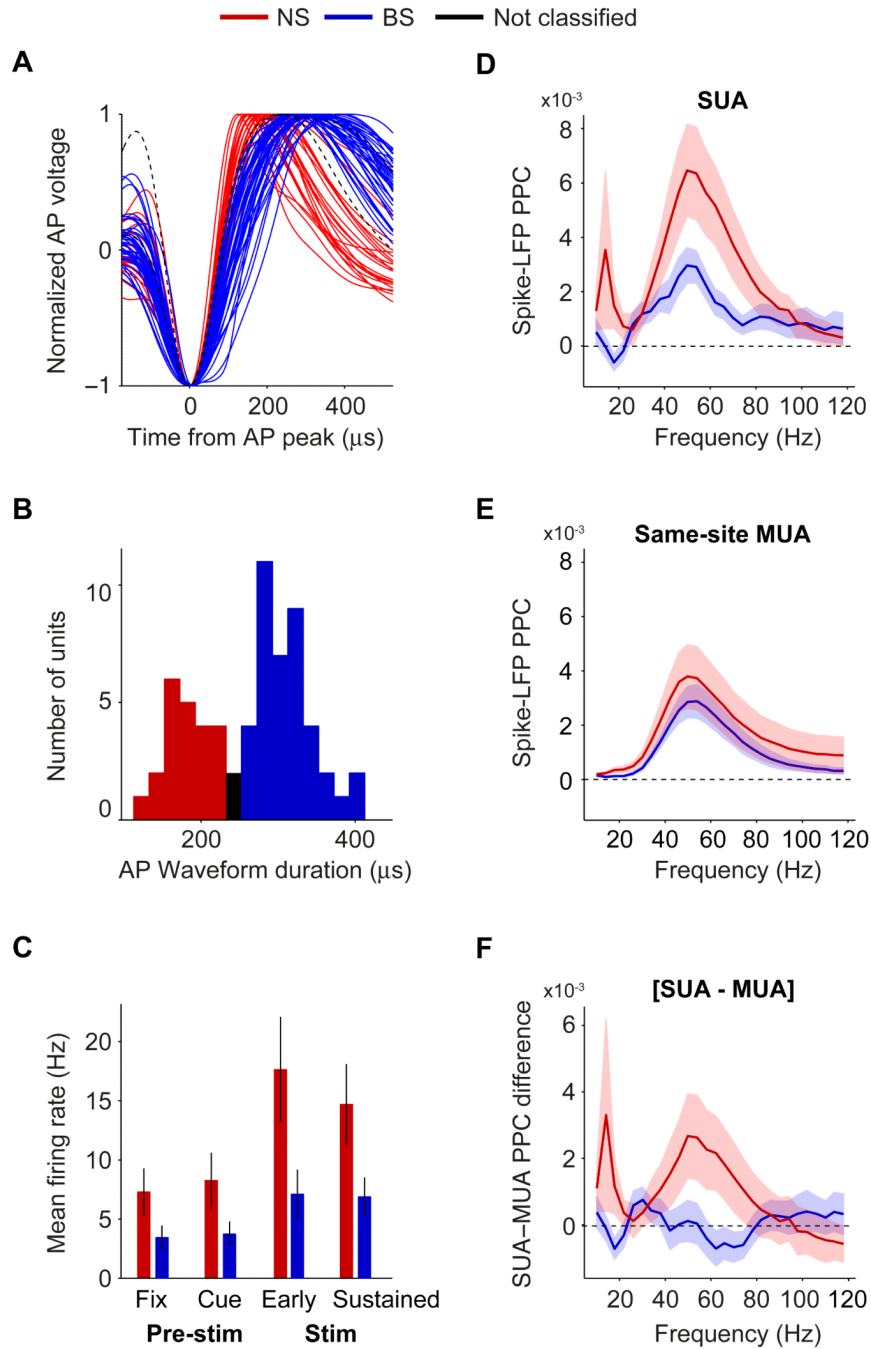 NS BS Not classified
A
Normalized AP voltage
1
0
−1
0 200 400
Time from AP peak (μs)
B
Number of units
10
5
0
200 400
AP Waveform duration (μs)
C
Mean firing rate (Hz)
20
15
10
5
0
Fix Cue Early Sustained
Pre-stim Stim
D
x10-3
SUA
Spike-LFP PPC
8
6
4
2
0
20 40 60 80 100 120
Frequency (Hz)
E
x10-3
Same-site MUA
Spike-LFP PPC
8
6
4
2
0
20 40 60 80 100 120
Frequency (Hz)
F
x10-3
[SUA - MUA]
SUA–MUA PPC difference
6
4
2
0
20 40 60 80 100 120
Frequency (Hz)